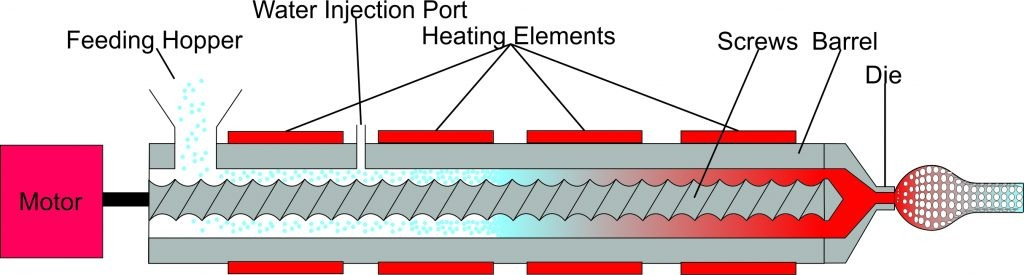 Water Injection Port
Feeding Hopper
Heating Elements
Screws
Barrel
Die
Motor